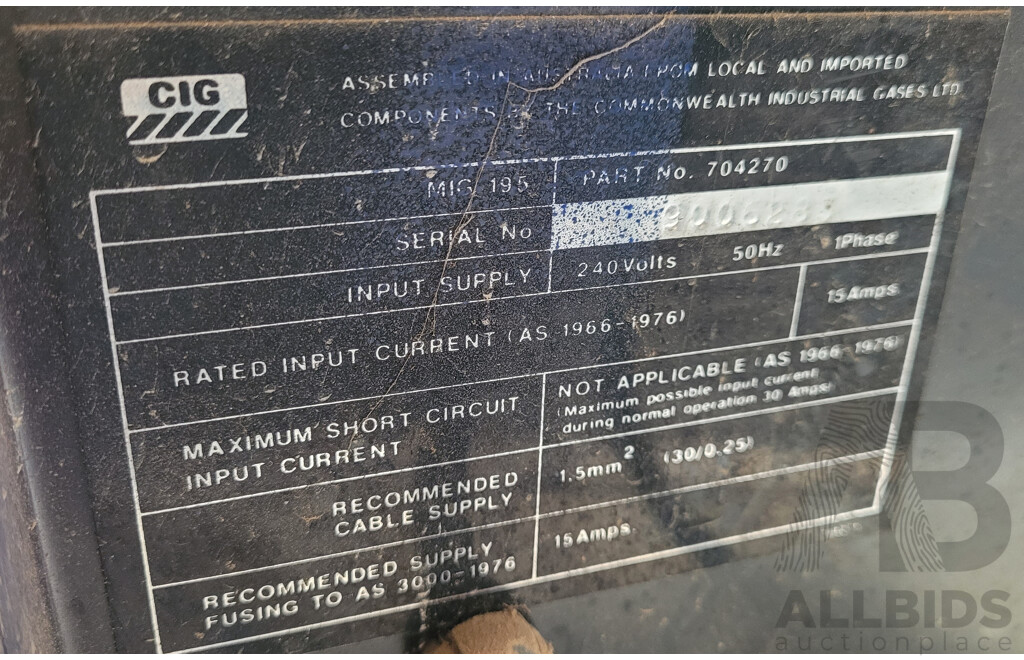 CIG
ASSEMBLED IN AUSTRALIA FROM LOCAL AND IMPORTED
COMPONENTS BY THE COMMONWEALTH INDUSTRIAL GASES LTD
MIG 195 PART No. 704270
SERIAL No
INPUT SUPPLY 240Volts 50Hz 1Phase
RATED INPUT CURRENT (AS 1966-1976) 15Amps
MAXIMUM SHORT CIRCUIT
INPUT CURRENT
NOT APPLICABLE (AS 1966-1976)
(Maximum possible input current
during normal operation 30 Amps)
RECOMMENDED
CABLE SUPPLY
1.5mm² (30/0.25)
RECOMMENDED SUPPLY
FUSING TO AS 3000-1976
15Amps
AB
ALLBIDS
auctionplace